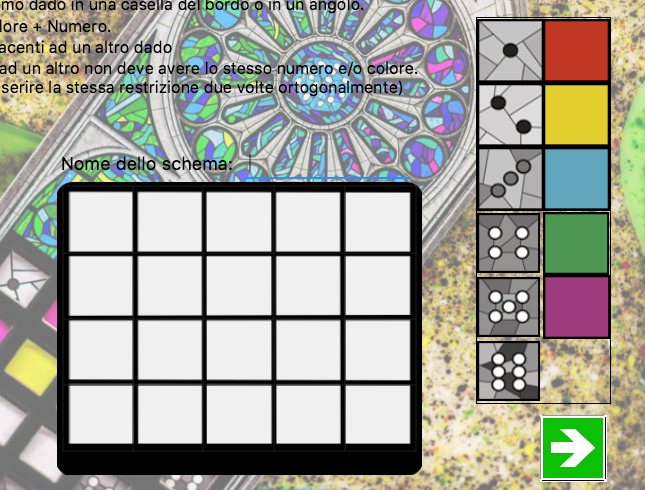 mo dado in una casella del bordo o in un angolo.
lore + Numero.
acenti ad un altro dado
ad un altro non deve avere lo stesso numero e/o colore.
serire la stessa restrizione due volte ortogonalmente)
Nome dello schema: